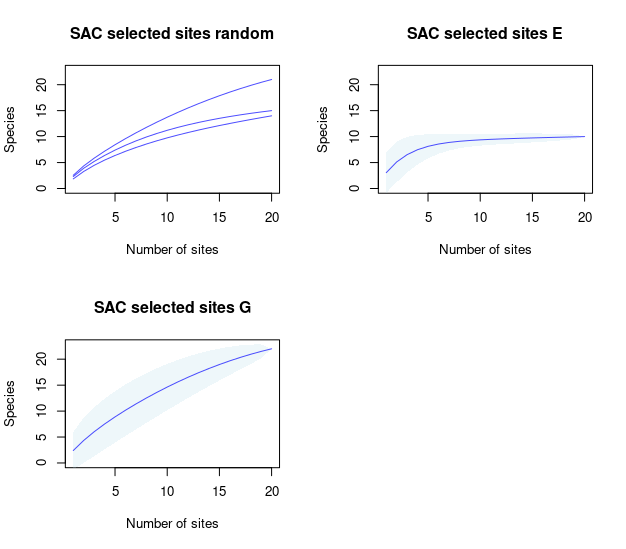 SAC selected sites random
Species
0 5 10 15 20
5 10 15 20
Number of sites
SAC selected sites E
Species
0 5 10 15 20
5 10 15 20
Number of sites
SAC selected sites G
Species
0 5 10 15 20
5 10 15 20
Number of sites